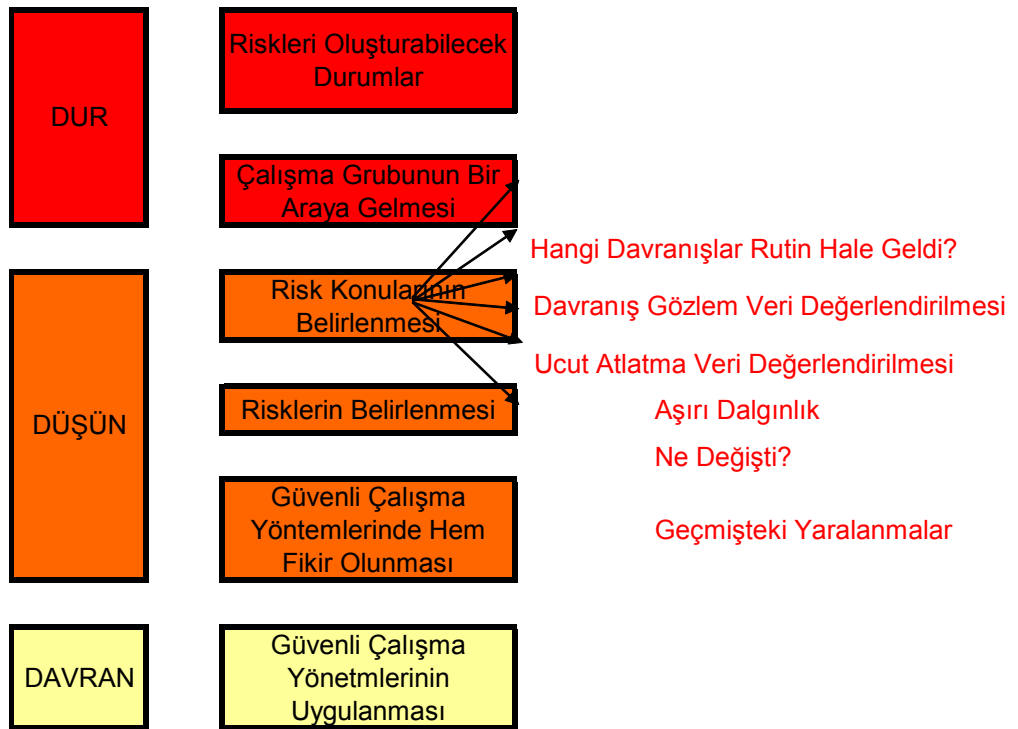 DUR
Riskleri Oluşturabilecek
Durumlar
Çalışma Grubunun Bir
Araya Gelmesi
DÜŞÜN
Risk Konularının
Belirlenmesi
Risklerin Belirlenmesi
Güvenli Çalışma
Yöntemlerinde Hem
Fikir Olunması
Hangi Davranışlar Rutin Hale Geldi?
Davranış Gözlem Veri Değerlendirilmesi
Ucut Atlatma Veri Değerlendirilmesi
Aşırı Dalgınlık
Ne Değişti?
Geçmişteki Yaralanmalar
DAVRAN
Güvenli Çalışma
Yönetmlerinin
Uygulanması